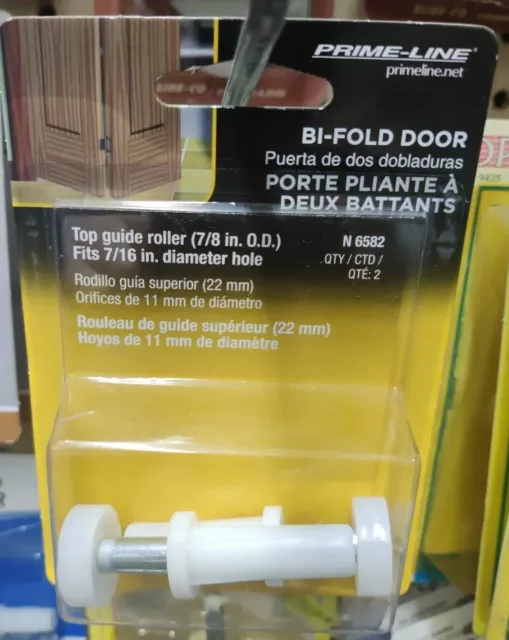 PRIME-LINE®
primeline.net
BI-FOLD DOOR
Puerta de dos dobladuras
PORTE PLIANTE À
DEUX BATTANTS
Top guide roller (7/8 in. O.D.)
Fits 7/16 in. diameter hole
N 6582
QTY / CTD /
QTÉ: 2
Rodillo guía superior (22 mm)
Orifices de 11 mm de diámetro
Rouleau de guide supérieur (22 mm)
Hoyos de 11 mm de diamètre
9435